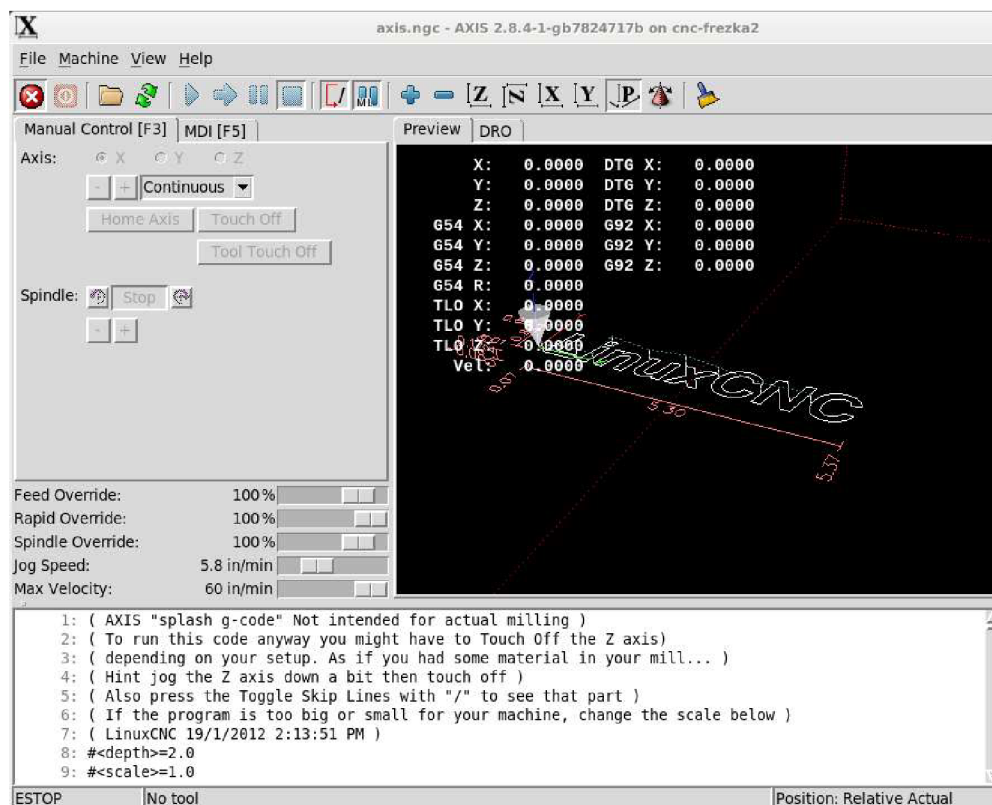 axis.ngc - AXIS 2.8.4-1-gb7824717b on cnc-frezka2
File Machine View Help
Z N X Y P
Manual Control [F3] MDI [F5]
Axis: X Y Z
- + Continuous
Home Axis Touch Off
Tool Touch Off
Spindle: Stop
- +
Feed Override: 100%
Rapid Override: 100%
Spindle Override: 100%
Jog Speed: 5.8 in/min
Max Velocity: 60 in/min
Preview DRO
X: 0.0000 DTG X: 0.0000
Y: 0.0000 DTG Y: 0.0000
Z: 0.0000 DTG Z: 0.0000
G54 X: 0.0000 G92 X: 0.0000
G54 Y: 0.0000 G92 Y: 0.0000
G54 Z: 0.0000 G92 Z: 0.0000
G54 R: 0.0000
TLO X: 0.0000
TLO Y: 0.0000
TLO Z: 0.0000
Vel: 0.0000
LinuxCNC
0.07
5.30
5.37
1: ( AXIS "splash g-code" Not intended for actual milling )
2: ( To run this code anyway you might have to Touch Off the Z axis)
3: ( depending on your setup. As if you had some material in your mill... )
4: ( Hint jog the Z axis down a bit then touch off )
5: ( Also press the Toggle Skip Lines with "/" to see that part )
6: ( If the program is too big or small for your machine, change the scale below )
7: ( LinuxCNC 19/1/2012 2:13:51 PM )
8: #<depth>=2.0
9: #<scale>=1.0
ESTOP No tool Position: Relative Actual